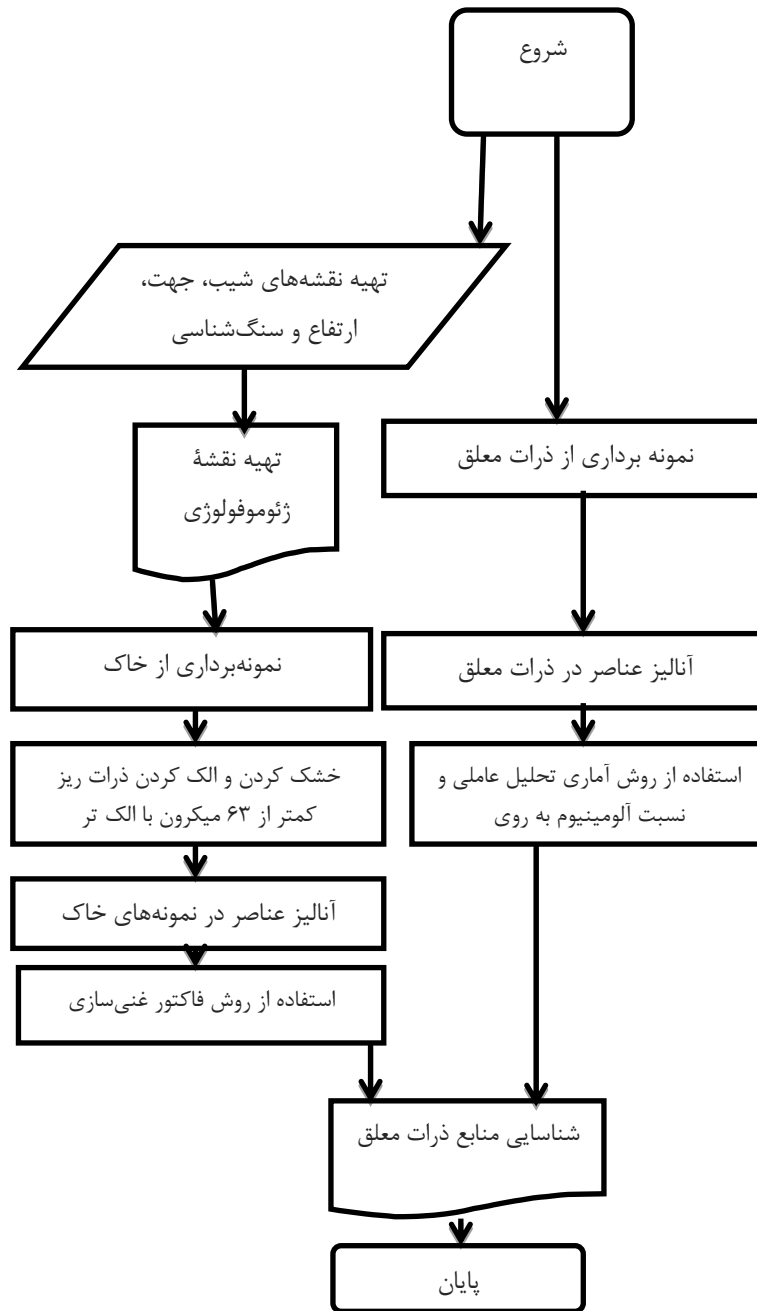 شروع
تهیه نقشه‌های شیب، جهت،
ارتفاع و سنگ‌شناسی
تهیه نقشۀ
ژئوموفولوژی
نمونه برداری از ذرات معلق
نمونه‌برداری از خاک
آنالیز عناصر در ذرات معلق
خشک کردن و الک کردن ذرات ریز
کمتر از ۶۳ میکرون با الک تر
استفاده از روش آماری تحلیل عاملی و
نسبت آلومینیوم به روی
آنالیز عناصر در نمونه‌های خاک
استفاده از روش فاکتور غنی‌سازی
شناسایی منابع ذرات معلق
پایان